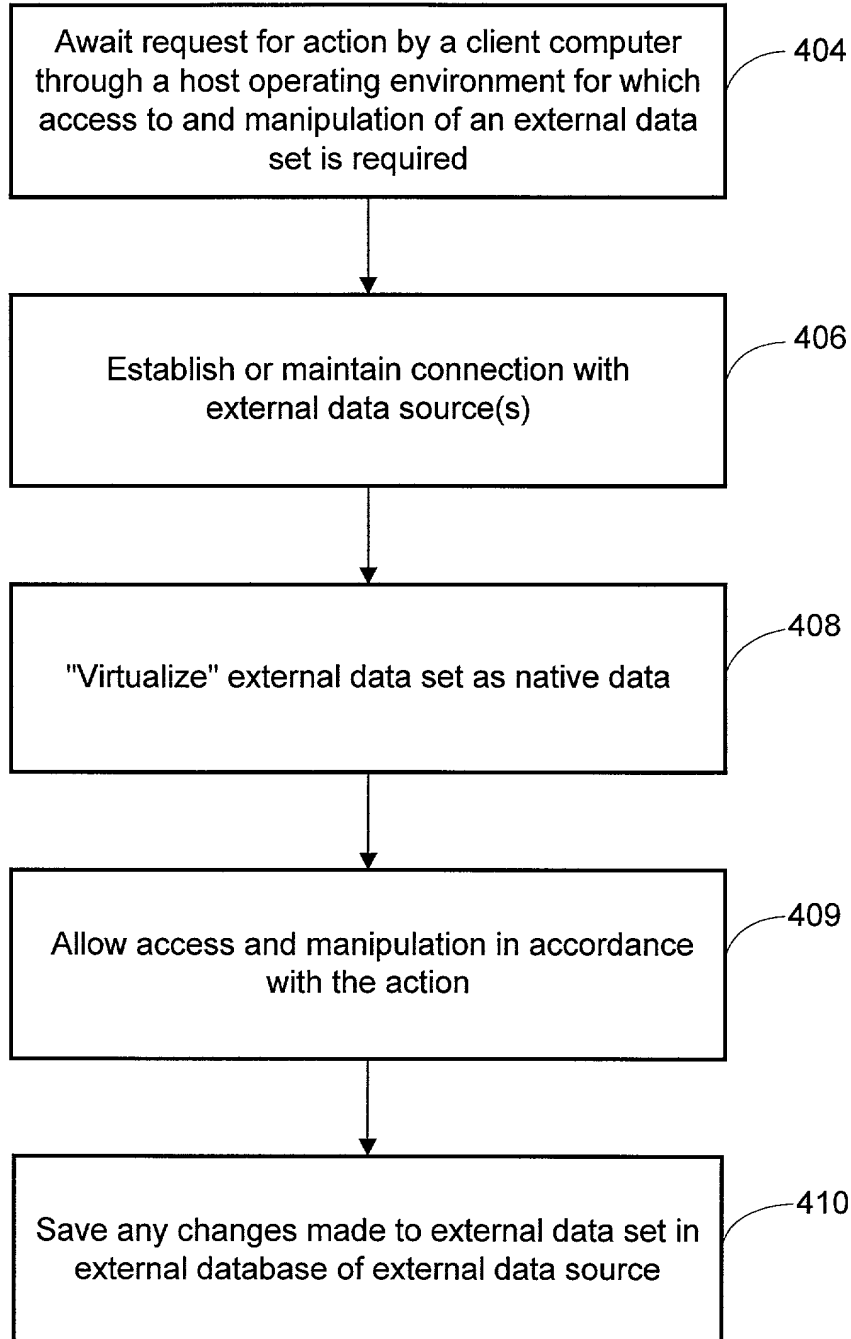 Await request for action by a client computer
through a host operating environment for which
access to and manipulation of an external data
set is required
404
Establish or maintain connection with
external data source(s)
406
"Virtualize" external data set as native data
408
Allow access and manipulation in accordance
with the action
409
Save any changes made to external data set in
external database of external data source
410